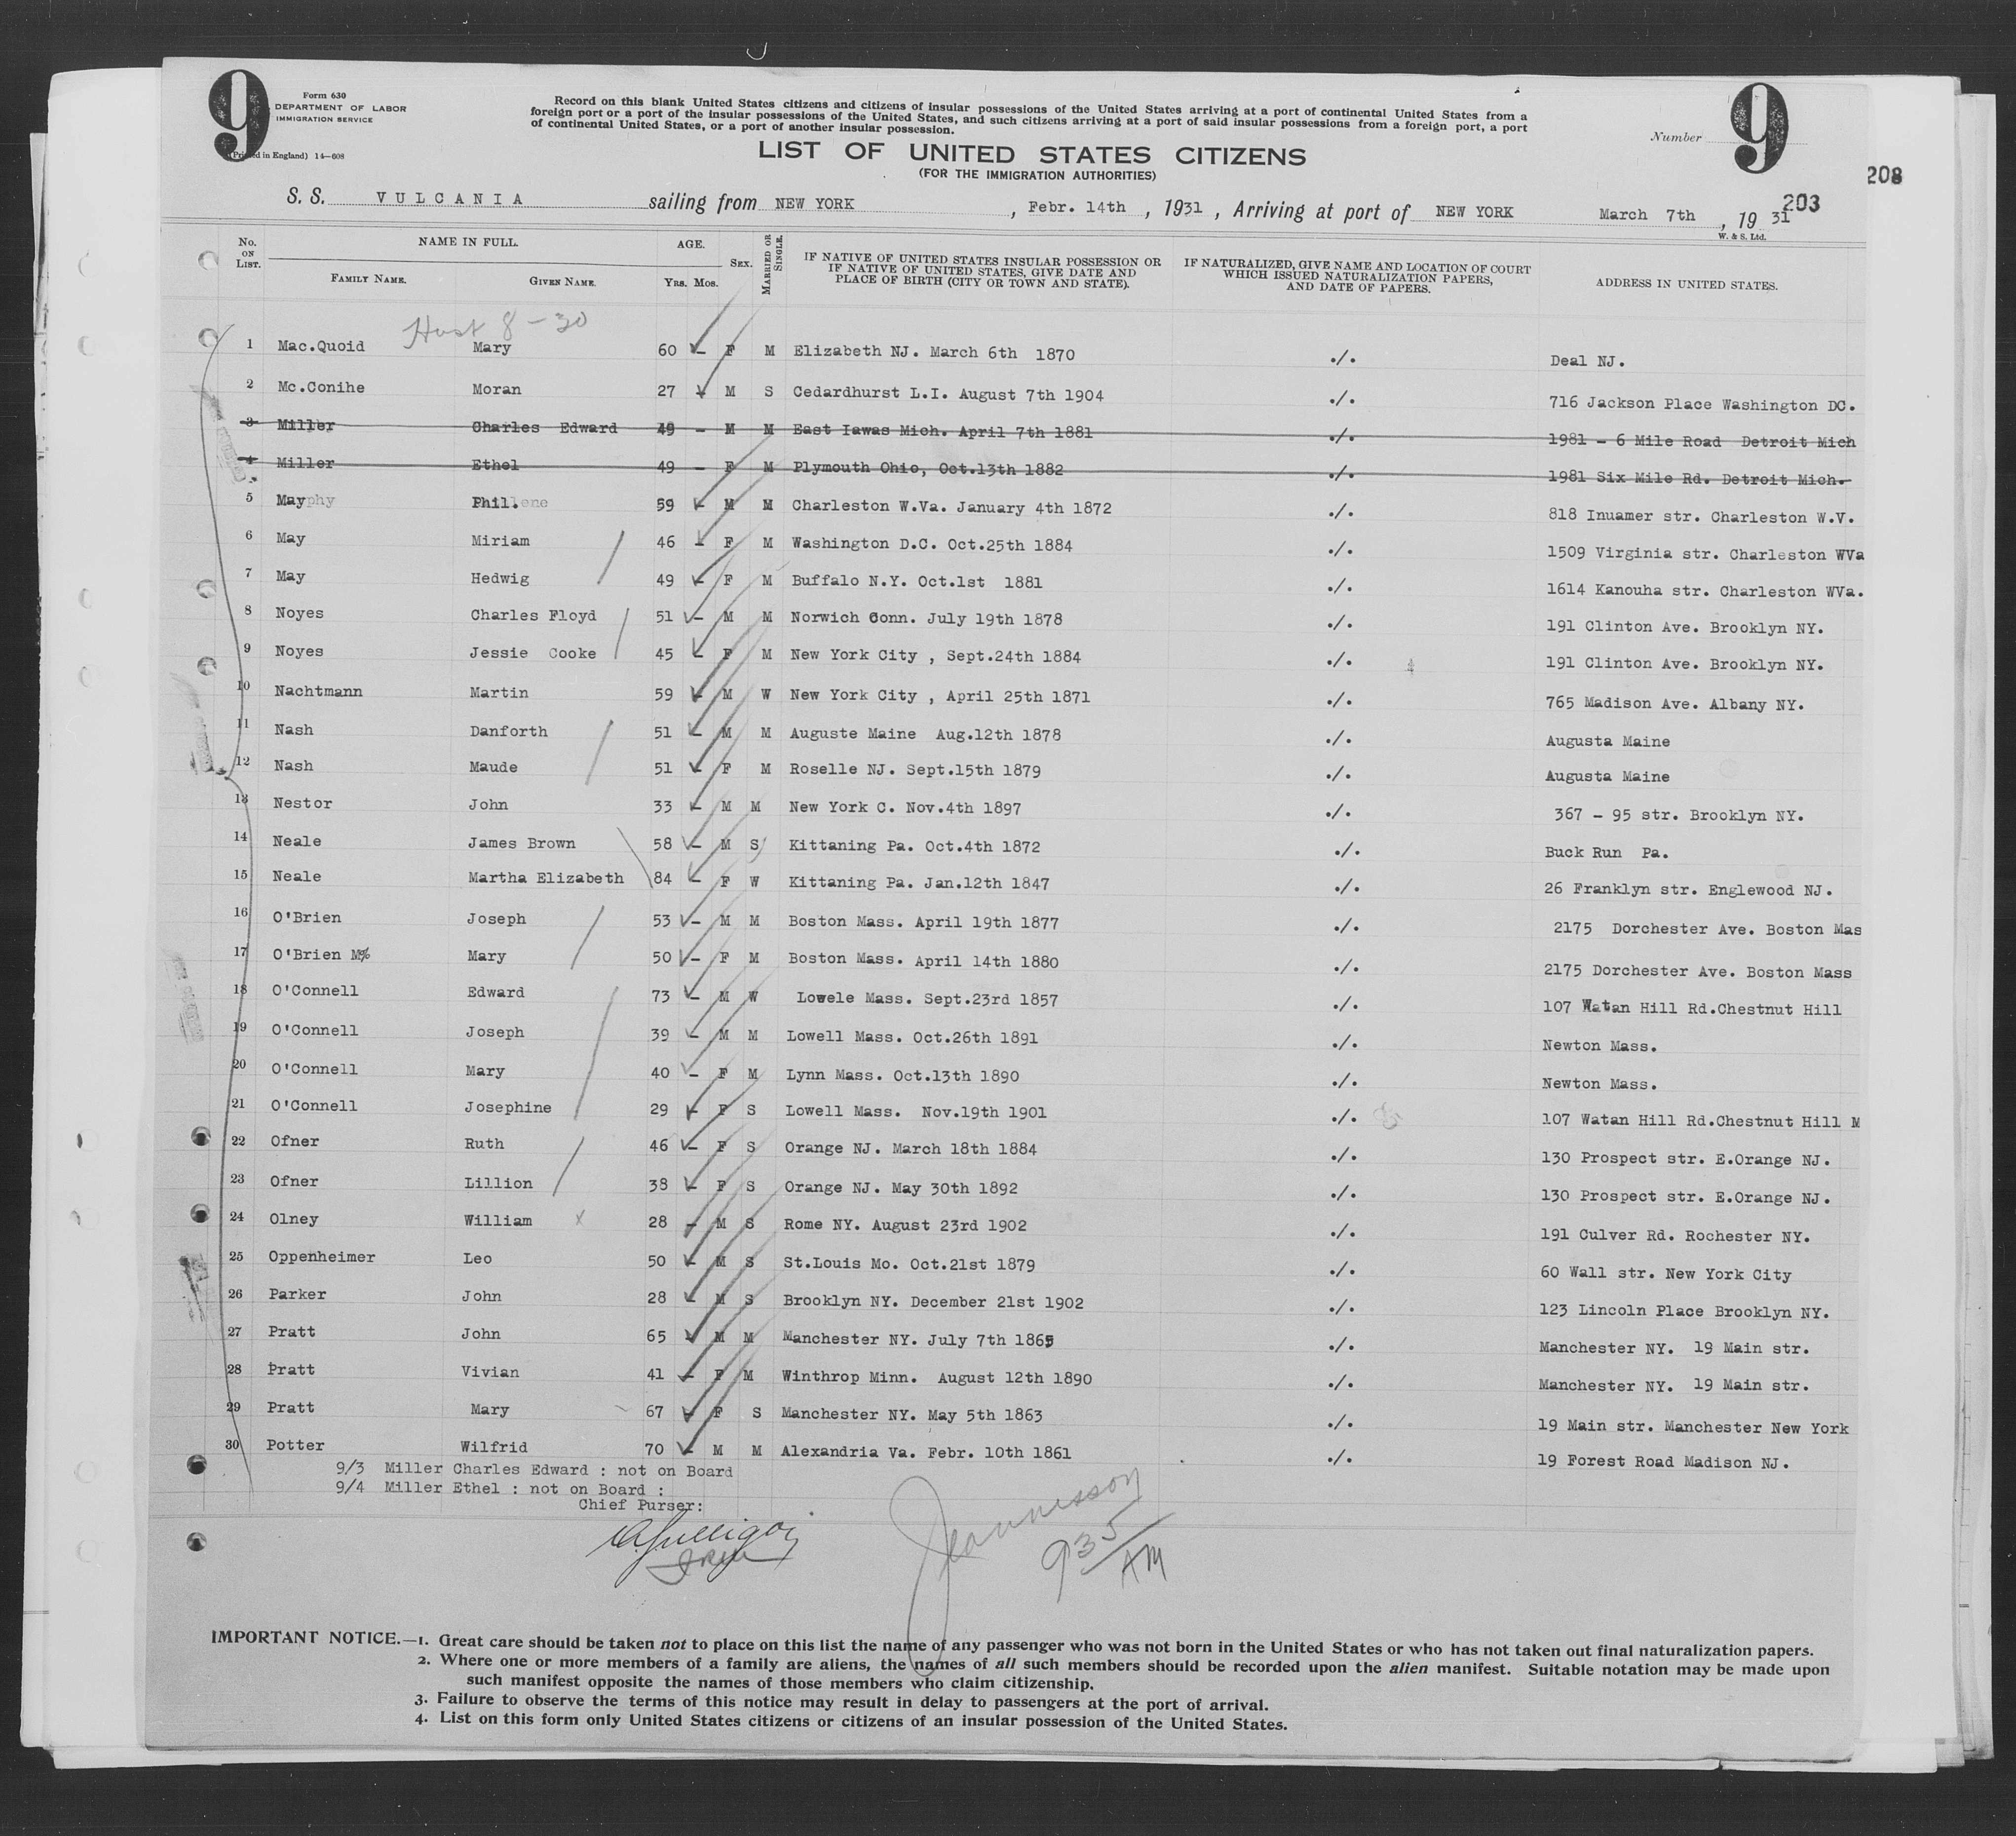 9
Form 630
DEPARTMENT OF LABOR
IMMIGRATION SERVICE
(Printed in England) 14—608
Record on this blank United States citizens and citizens of insular possessions of the United States arriving at a port of continental United States from a
foreign port or a port of the insular possessions of the United States, and such citizens arriving at a port of said insular possessions from a foreign port, a port
of continental United States, or a port of another insular possession.
Number 9
LIST OF UNITED STATES CITIZENS
(FOR THE IMMIGRATION AUTHORITIES)
208
203
S. S. VULCANIA sailing from NEW YORK, Febr. 14th, 1931, Arriving at port of NEW YORK March 7th, 1931
W. & S. Ltd.
No. ON LIST. NAME IN FULL. FAMILY NAME. GIVEN NAME. AGE. Yrs. Mos. SEX. MARRIED OR SINGLE. IF NATIVE OF UNITED STATES INSULAR POSSESSION OR IF NATIVE OF UNITED STATES, GIVE DATE AND PLACE OF BIRTH (CITY OR TOWN AND STATE). IF NATURALIZED, GIVE NAME AND LOCATION OF COURT WHICH ISSUED NATURALIZATION PAPERS, AND DATE OF PAPERS. ADDRESS IN UNITED STATES.
8-30
1 Mac.Quoid Mary 60 - F M Elizabeth NJ. March 6th 1870 ./. Deal NJ.
2 Mc.Conihe Moran 27 - M S Cedardhurst L.I. August 7th 1904 ./. 716 Jackson Place Washington DC.
3 Miller Charles Edward 49 - M M East Iawas Mich. April 7th 1881 ./. 1981 - 6 Mile Road Detroit Mich
4 Miller Ethel 49 - F M Plymouth Ohio, Oct.13th 1882 ./. 1981 Six Mile Rd. Detroit Mich.
5 May Phil. 59 - M M Charleston W.Va. January 4th 1872 ./. 818 Inuamer str. Charleston W.V.
6 May Miriam 46 - F M Washington D.C. Oct.25th 1884 ./. 1509 Virginia str. Charleston WVa
7 May Hedwig 49 - F M Buffalo N.Y. Oct.1st 1881 ./. 1614 Kanouha str. Charleston WVa.
8 Noyes Charles Floyd 51 - M M Norwich Conn. July 19th 1878 ./. 191 Clinton Ave. Brooklyn NY.
9 Noyes Jessie Cooke 45 - F M New York City , Sept.24th 1884 ./. 191 Clinton Ave. Brooklyn NY.
10 Nachtmann Martin 59 - M W New York City , April 25th 1871 ./. 765 Madison Ave. Albany NY.
11 Nash Danforth 51 - M M Auguste Maine Aug.12th 1878 ./. Augusta Maine
12 Nash Maude 51 - F M Roselle NJ. Sept.15th 1879 ./. Augusta Maine
13 Nestor John 33 - M M New York C. Nov.4th 1897 ./. 367 - 95 str. Brooklyn NY.
14 Neale James Brown 58 - M S Kittaning Pa. Oct.4th 1872 ./. Buck Run Pa.
15 Neale Martha Elizabeth 84 - F W Kittaning Pa. Jan.12th 1847 ./. 26 Franklyn str. Englewood NJ.
16 O'Brien Joseph 53 - M M Boston Mass. April 19th 1877 ./. 2175 Dorchester Ave. Boston Mas
17 O'Brien Mary 50 - F M Boston Mass. April 14th 1880 ./. 2175 Dorchester Ave. Boston Mass
18 O'Connell Edward 73 - M W Lowele Mass. Sept.23rd 1857 ./. 107 Watan Hill Rd.Chestnut Hill
19 O'Connell Joseph 39 - M M Lowell Mass. Oct.26th 1891 ./. Newton Mass.
20 O'Connell Mary 40 - F M Lynn Mass. Oct.13th 1890 ./. Newton Mass.
21 O'Connell Josephine 29 - F S Lowell Mass. Nov.19th 1901 ./. 107 Watan Hill Rd.Chestnut Hill M
22 Ofner Ruth 46 - F S Orange NJ. March 18th 1884 ./. 130 Prospect str. E.Orange NJ.
23 Ofner Lillion 38 - F S Orange NJ. May 30th 1892 ./. 130 Prospect str. E.Orange NJ.
24 Olney William x 28 - M S Rome NY. August 23rd 1902 ./. 191 Culver Rd. Rochester NY.
25 Oppenheimer Leo 50 - M S St.Louis Mo. Oct.21st 1879 ./. 60 Wall str. New York City
26 Parker John 28 - M S Brooklyn NY. December 21st 1902 ./. 123 Lincoln Place Brooklyn NY.
27 Pratt John 65 - M M Manchester NY. July 7th 1865 ./. Manchester NY. 19 Main str.
28 Pratt Vivian 41 - F M Winthrop Minn. August 12th 1890 ./. Manchester NY. 19 Main str.
29 Pratt Mary 67 - F S Manchester NY. May 5th 1863 ./. 19 Main str. Manchester New York
30 Potter Wilfrid 70 - M M Alexandria Va. Febr. 10th 1861 ./. 19 Forest Road Madison NJ.
9/3 Miller Charles Edward : not on Board
9/4 Miller Ethel : not on Board :
Chief Purser:
935 AM
IMPORTANT NOTICE.—1. Great care should be taken not to place on this list the name of any passenger who was not born in the United States or who has not taken out final naturalization papers.
2. Where one or more members of a family are aliens, the names of all such members should be recorded upon the alien manifest. Suitable notation may be made upon
such manifest opposite the names of those members who claim citizenship.
3. Failure to observe the terms of this notice may result in delay to passengers at the port of arrival.
4. List on this form only United States citizens or citizens of an insular possession of the United States.